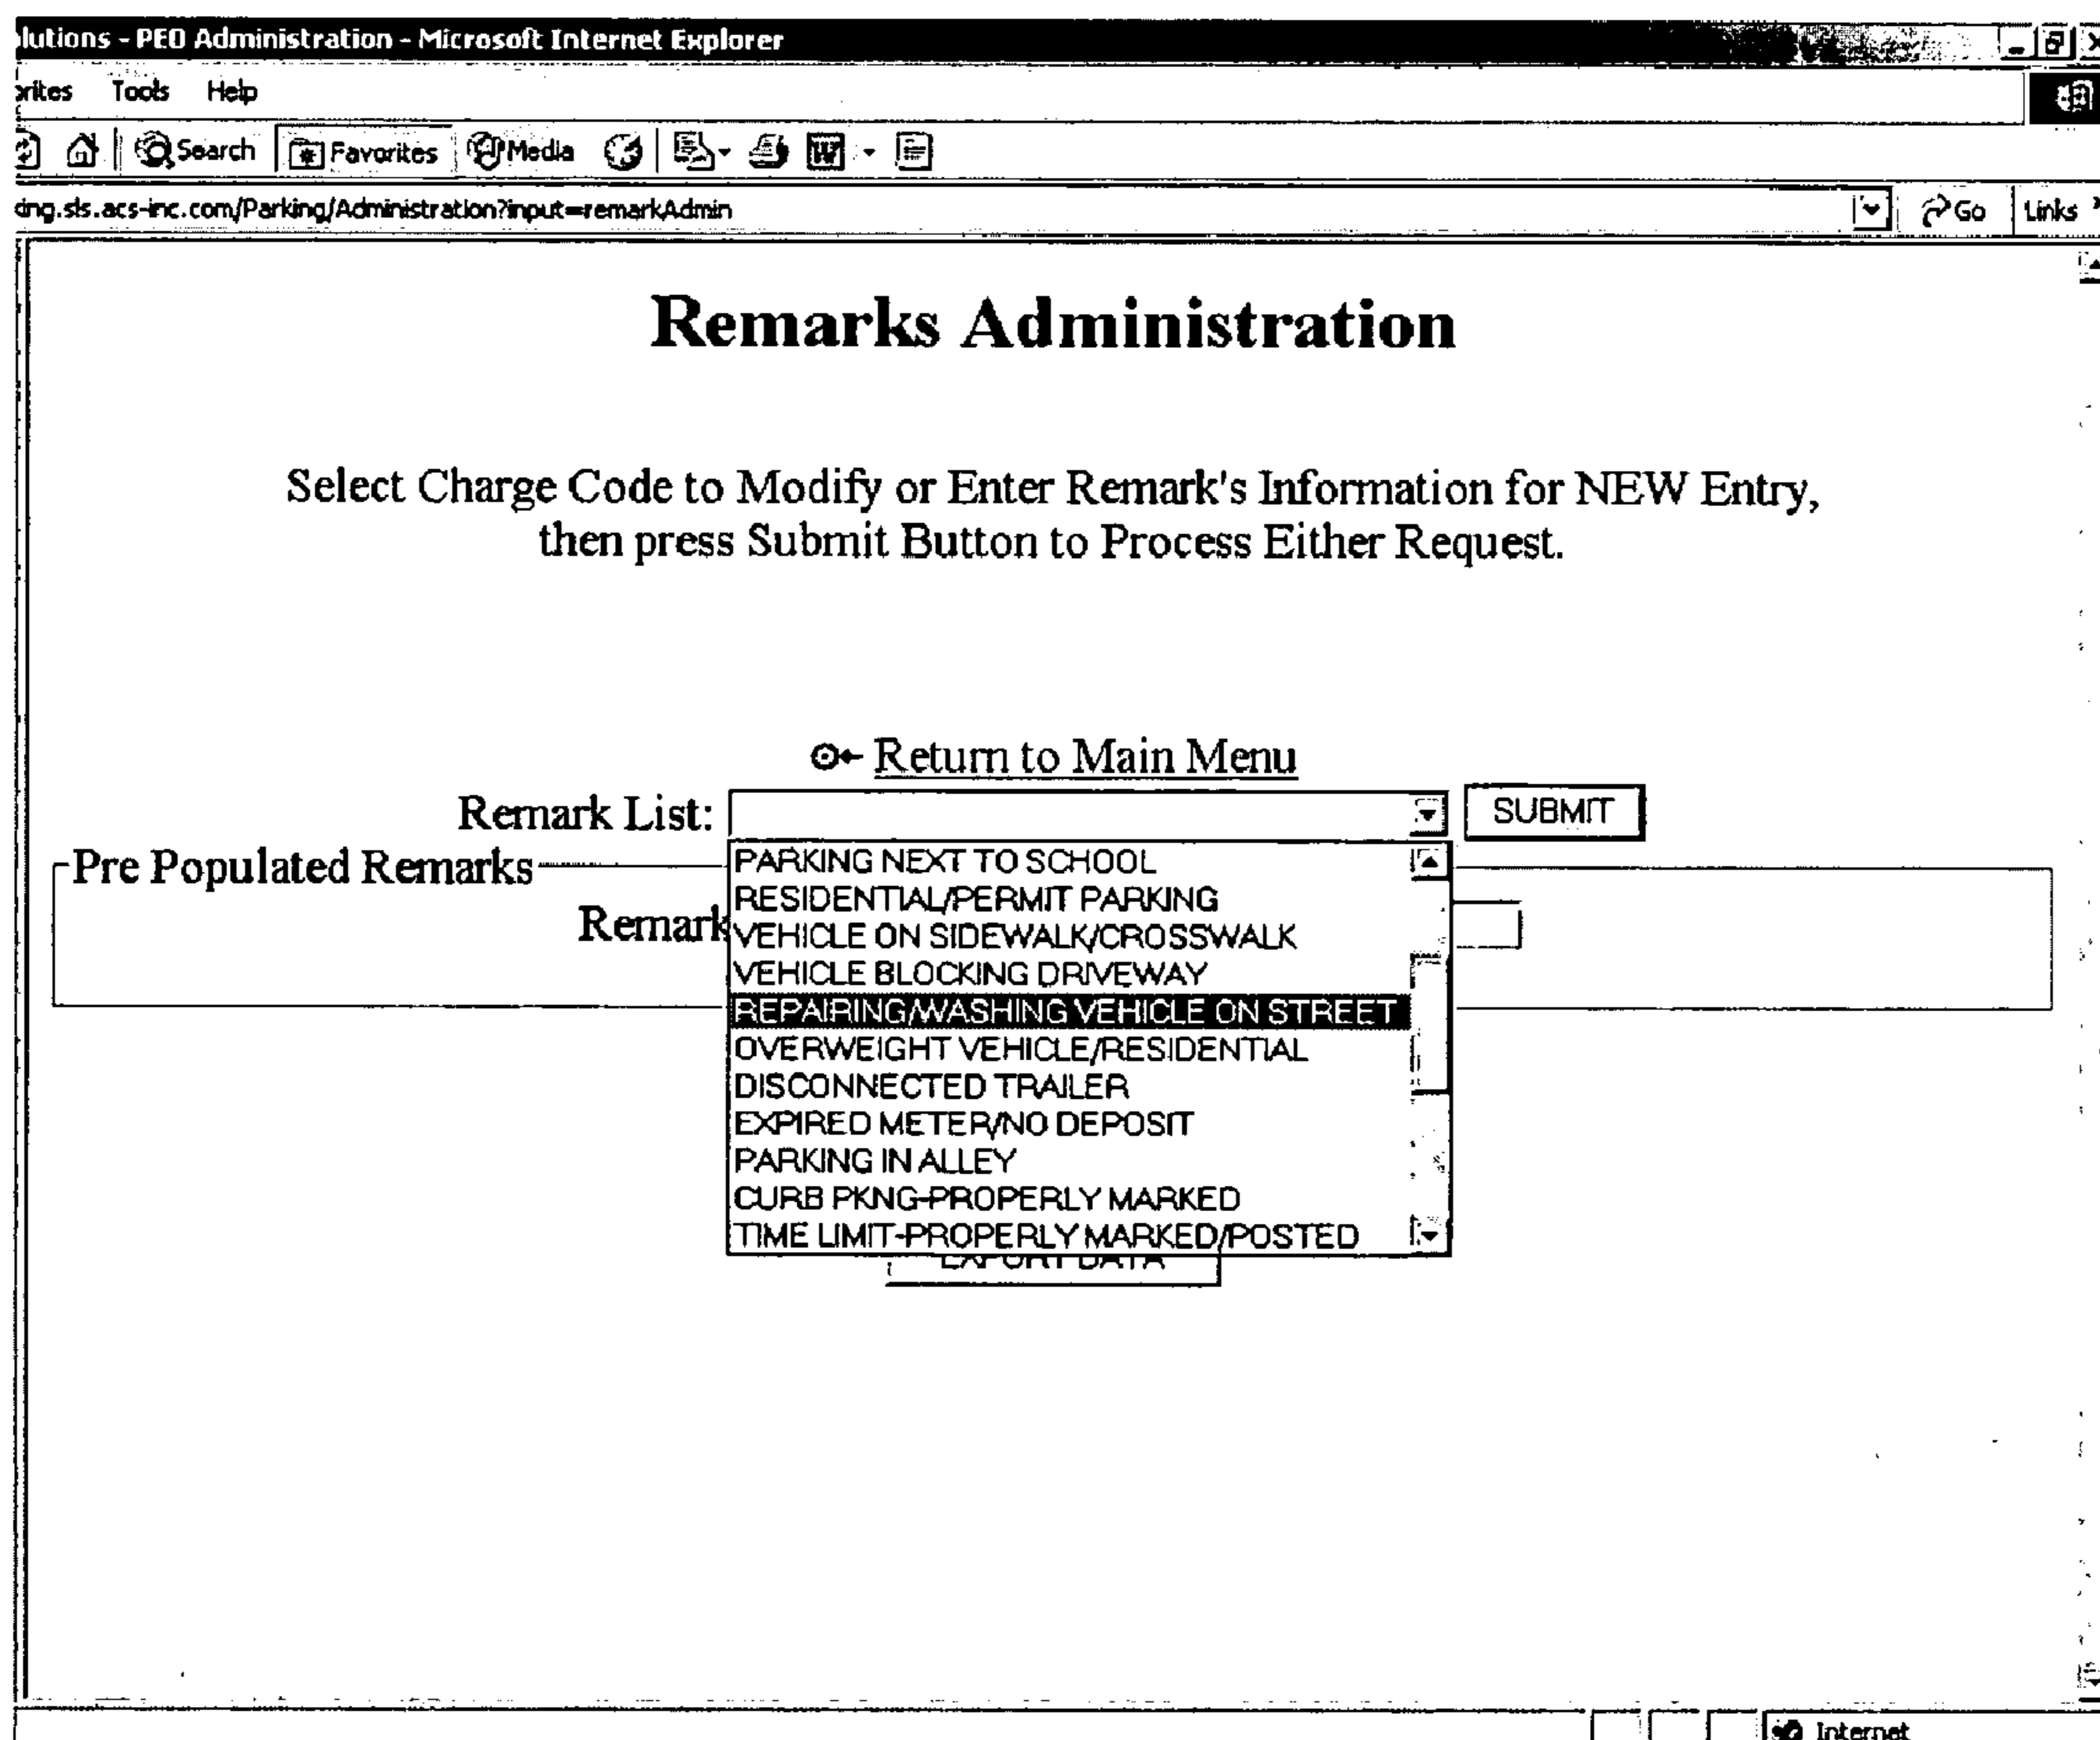 lutions - PEO Administration - Microsoft Internet Explorer
rites Tools Help
Search Favorites Media
ing.sls.acs-inc.com/Parking/Administration?input=remarkAdmin Go Links
Remarks Administration
Select Charge Code to Modify or Enter Remark's Information for NEW Entry,
then press Submit Button to Process Either Request.
Return to Main Menu
Remark List: SUBMIT
Pre Populated Remarks
Remark
PARKING NEXT TO SCHOOL
RESIDENTIAL/PERMIT PARKING
VEHICLE ON SIDEWALK/CROSSWALK
VEHICLE BLOCKING DRIVEWAY
REPAIRING/WASHING VEHICLE ON STREET
OVERWEIGHT VEHICLE/RESIDENTIAL
DISCONNECTED TRAILER
EXPIRED METER/NO DEPOSIT
PARKING IN ALLEY
CURB PKNG-PROPERLY MARKED
TIME LIMIT-PROPERLY MARKED/POSTED
EXPORT DATA
Internet